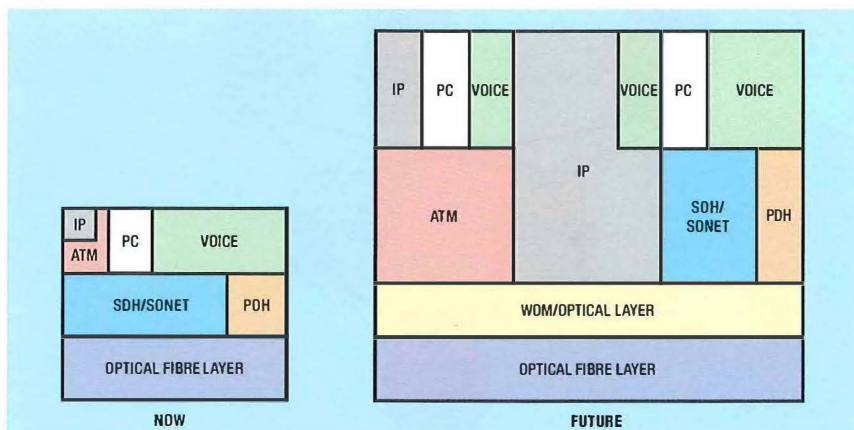 IP
PC
VOICE
IP
VOICE
PC
VOICE
ATM
SDH/
SONET
PDH
IP
ATM
PC
VOICE
SDH/SONET
PDH
WDM/OPTICAL LAYER
OPTICAL FIBRE LAYER
OPTICAL FIBRE LAYER
NOW
FUTURE